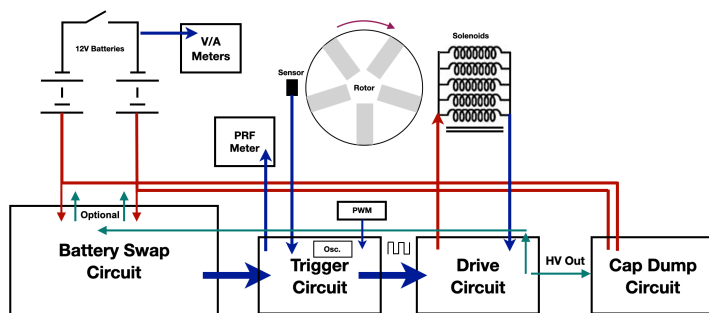 12V Batteries
V/A
Meters
Sensor
Rotor
Solenoids
PRF
Meter
Optional
PWM
Battery Swap
Circuit
Osc.
Trigger
Circuit
Drive
Circuit
HV Out
Cap Dump
Circuit